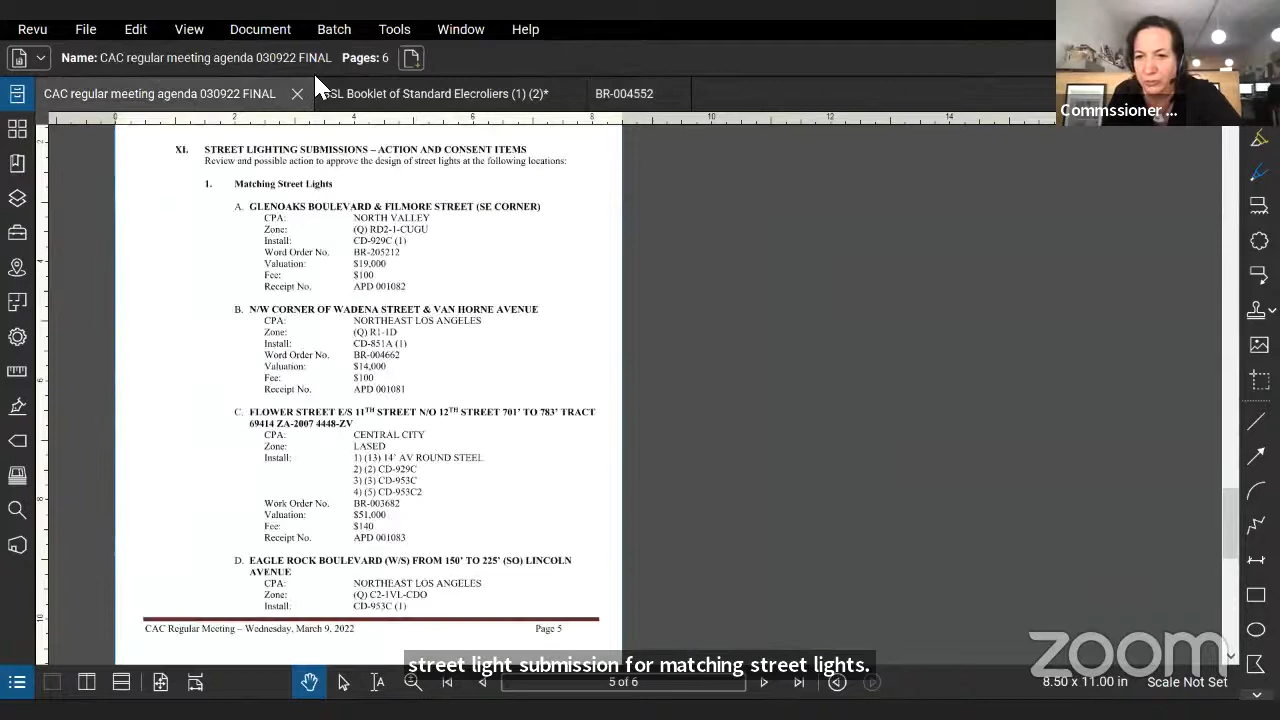 Revu File Edit View Document Batch Tools Window Help
Name: CAC regular meeting agenda 030922 FINAL Pages: 6
CAC regular meeting agenda 030922 FINAL
SL Booklet of Standard Elecroliers (1) (2)*
BR-004552
Commssioner ...
0 2 4 6 8 10 12 14
XI. STREET LIGHTING SUBMISSIONS – ACTION AND CONSENT ITEMS
Review and possible action to approve the design of street lights at the following locations:
1. Matching Street Lights
A. GLENOAKS BOULEVARD & FILMORE STREET (SE CORNER)
CPA: NORTH VALLEY
Zone: (Q) RD2-1-CUGU
Install: CD-929C (1)
Word Order No. BR-205212
Valuation: $19,000
Fee: $100
Receipt No. APD 001082
B. N/W CORNER OF WADENA STREET & VAN HORNE AVENUE
CPA: NORTHEAST LOS ANGELES
Zone: (Q) R1-1D
Install: CD-851A (1)
Word Order No. BR-004662
Valuation: $14,000
Fee: $100
Receipt No. APD 001081
C. FLOWER STREET E/S 11TH STREET N/O 12TH STREET 701’ TO 783’ TRACT
69414 ZA-2007 4448-ZV
CPA: CENTRAL CITY
Zone: LASED
Install: 1) (13) 14’ AV ROUND STEEL
2) (2) CD-929C
3) (3) CD-953C
4) (5) CD-953C2
Work Order No. BR-003682
Valuation: $51,000
Fee: $140
Receipt No. APD 001083
D. EAGLE ROCK BOULEVARD (W/S) FROM 150’ TO 225’ (SO) LINCOLN
AVENUE
CPA: NORTHEAST LOS ANGELES
Zone: (Q) C2-1VL-CDO
Install: CD-953C (1)
CAC Regular Meeting – Wednesday, March 9, 2022 Page 5
street light submission for matching street lights.
zoom
5 of 6
8.50 x 11.00 in Scale Not Set